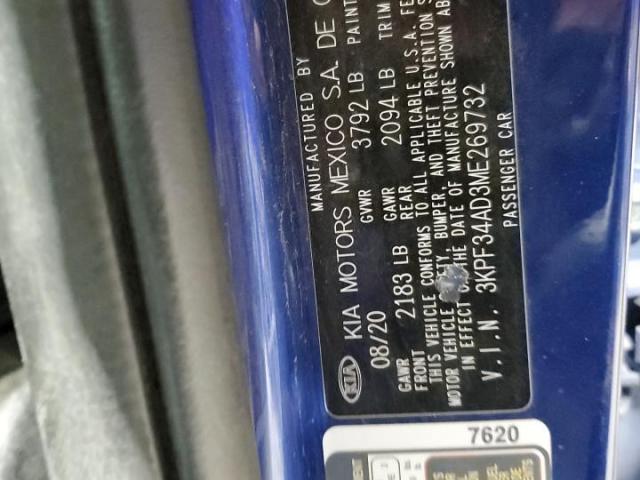 MANUFACTURED BY
KIA KIA MOTORS MEXICO S.A. DE
08/20 GVWR 3792 LB PAINT
GAWR FRONT 2183 LB GAWR REAR 2094 LB TRIM
THIS VEHICLE CONFORMS TO ALL APPLICABLE U.S.A. FE
MOTOR VEHICLE BUMPER, AND THEFT PREVENTION S
IN EFFECT THE DATE OF MANUFACTURE SHOWN AB
V.I.N. 3KPF34AD3ME269732
PASSENGER CAR
7620